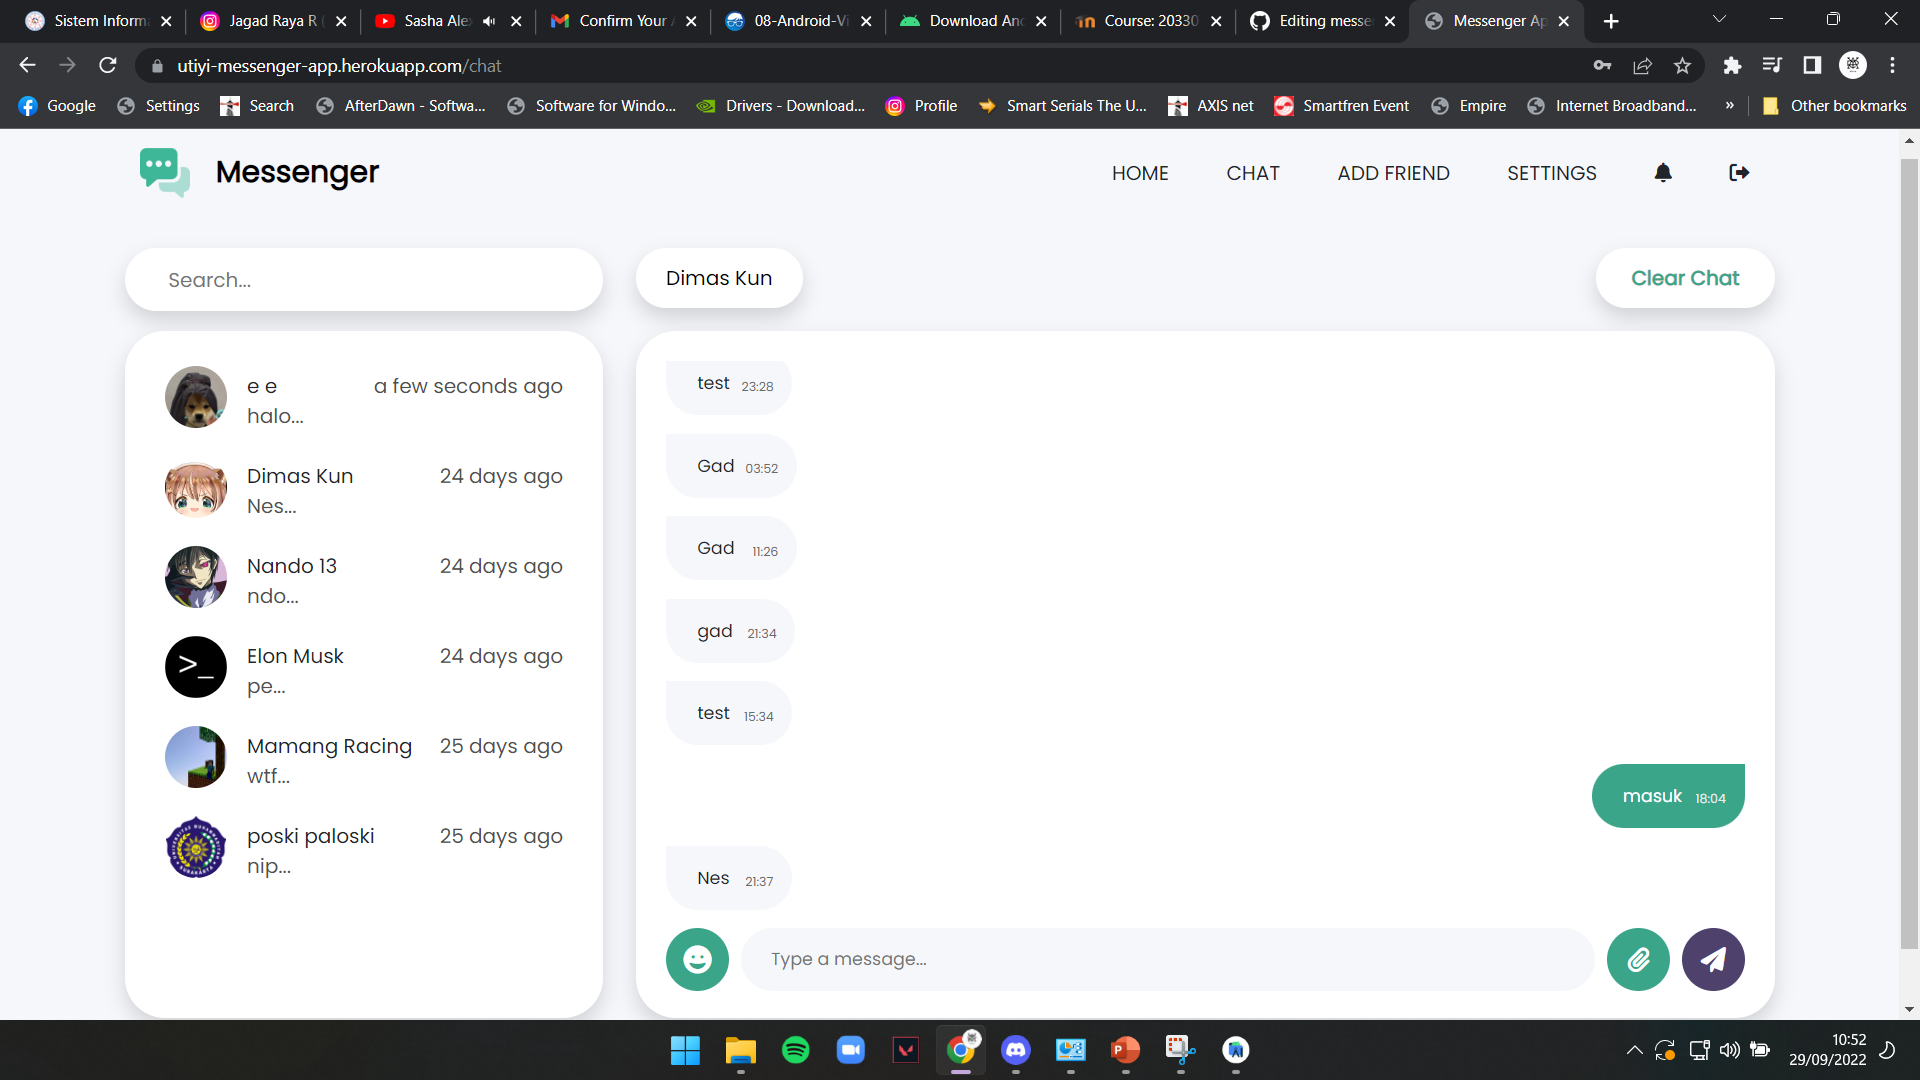 Sistem Inform
Jagad Raya R (
Sasha Ale
Confirm Your A
08-Android-Vi
Download And
Course: 20330
Editing messe
Messenger Ap
utiyi-messenger-app.herokuapp.com/chat
Google
Settings
Search
AfterDawn - Softwa...
Software for Windo...
Drivers - Download...
Profile
Smart Serials The U...
AXIS net
Smartfren Event
Empire
Internet Broadband...
»
Other bookmarks
Messenger
HOME
CHAT
ADD FRIEND
SETTINGS
Search...
Dimas Kun
Clear Chat
e e
a few seconds ago
halo...
Dimas Kun
24 days ago
Nes...
Nando 13
24 days ago
ndo...
Elon Musk
24 days ago
pe...
Mamang Racing
25 days ago
wtf...
poski paloski
25 days ago
nip...
test 23:28
Gad 03:52
Gad 11:26
gad 21:34
test 15:34
masuk 18:04
Nes 21:37
Type a message...
10:52
29/09/2022